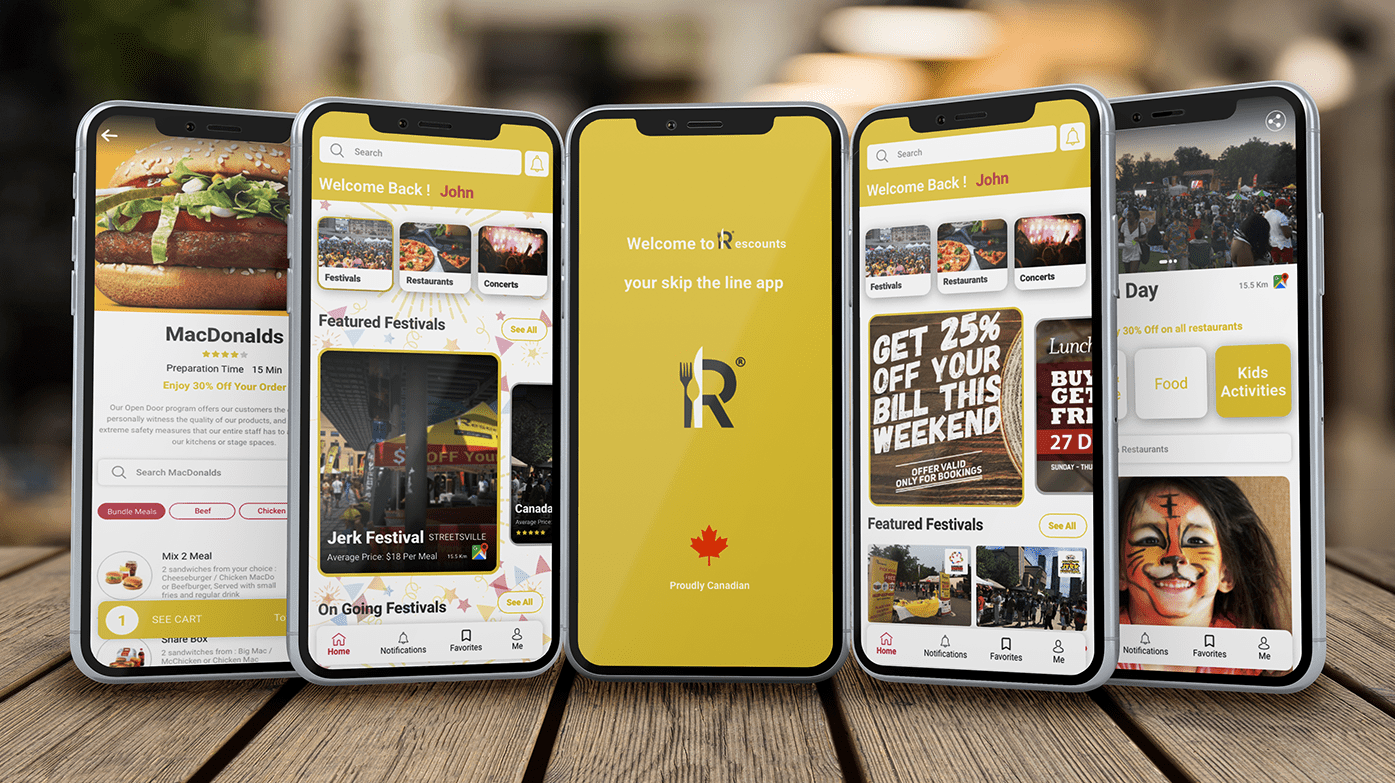 MacDonalds
Preparation Time 15 Min
Enjoy 30% Off Your Order
Our Open Door program offers our customers the
personally witness the quality of our products, and
extreme safety measures that our entire staff has to
our kitchens or stage spaces.
Search MacDonalds
Bundle Meals
Beef
Chicken
Mix 2 Meal
2 sandwiches from your choice :
Cheeseburger / Chicken MacDo
or Beefburger, Served with small
fries and regular drink
1
SEE CART
Share Box
4 sandwiches from : Big Mac /
McChicken or Chicken Mac
Search
Welcome Back ! John
Festivals
Restaurants
Concerts
Featured Festivals
See All
$ OFF Your
Jerk Festival STREETSVILLE
Average Price: $18 Per Meal
15.5 Km
Canada
Average Price:
On Going Festivals
See All
Home
Notifications
Favorites
Me
Welcome to R escounts
your skip the line app
R®
Proudly Canadian
Search
Welcome Back ! John
Festivals
Restaurants
Concerts
GET 25%
OFF YOUR
BILL THIS
WEEKEND
OFFER VALID
ONLY FOR BOOKINGS
Lunch
BUY
GET
FRE
27 D
SUNDAY - THU
Featured Festivals
See All
Home
Notifications
Favorites
Me
Day
15.5 Km
30% Off on all restaurants
Food
Kids
Activities
Restaurants
Notifications
Favorites
Me